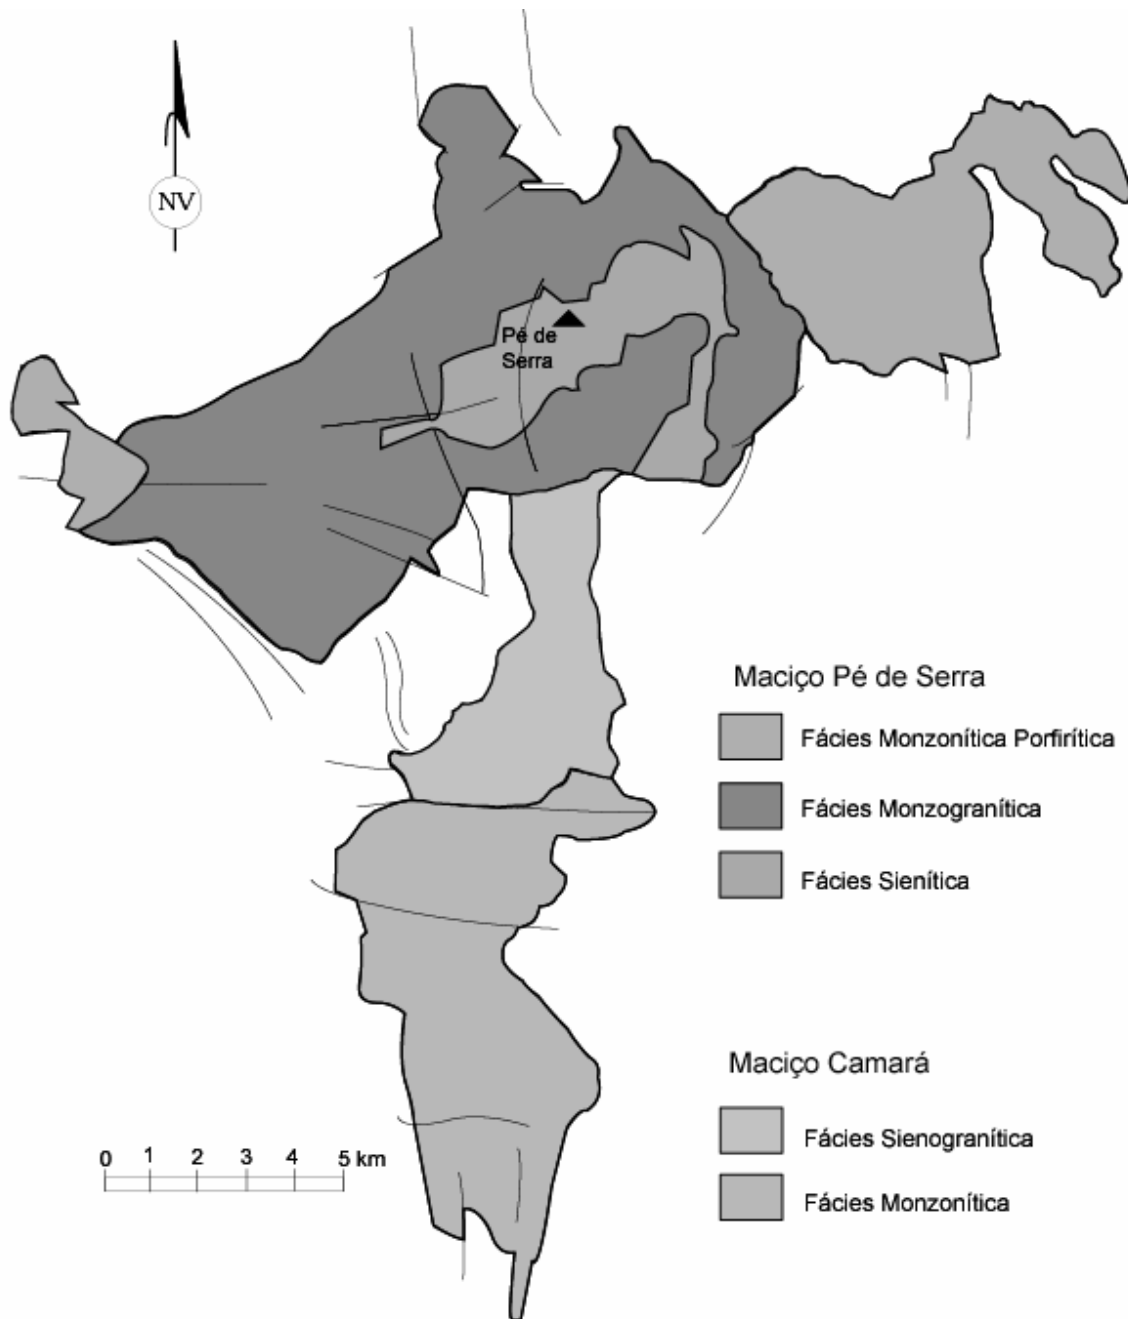 NV
Pé de
Serra
Maciço Pé de Serra
Fácies Monzonítica Porfirítica
Fácies Monzogranítica
Fácies Sienítica
Maciço Camará
Fácies Sienogranítica
Fácies Monzonítica
0 1 2 3 4 5 km